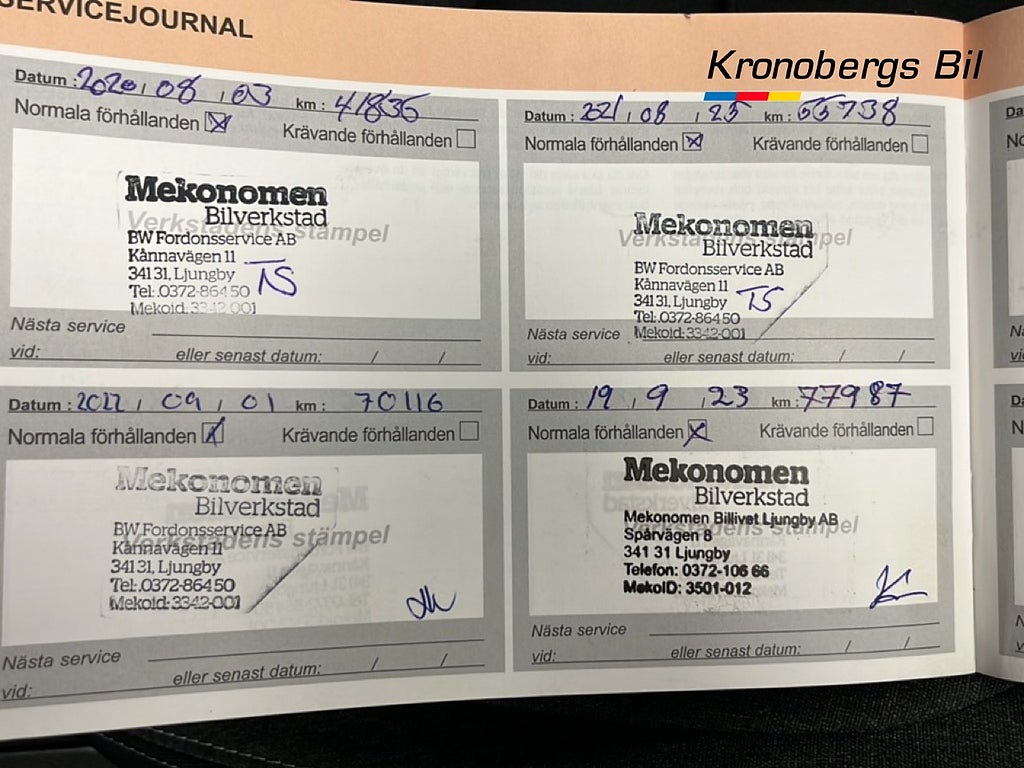 SERVICEJOURNAL
Kronobergs Bil
Datum : 2020 / 08 / 03 km : 41835
Normala förhållanden ☒ Krävande förhållanden ☐
Verkstadens stämpel
Mekonomen
Bilverkstad
BW Fordonsservice AB
Kånnavägen 11
341 31, Ljungby
Tel: .0372-864 50
Mekoid: 3342-001
TS
Nästa service
vid: eller senast datum: / /
Datum : 221 / 08 / 25 km : 55738
Normala förhållanden ☒ Krävande förhållanden ☐
Verkstadens stämpel
Mekonomen
Bilverkstad
BW Fordonsservice AB
Kånnavägen 11
341 31, Ljungby
Tel: .0372-864 50
Mekoid: 3342-001
TS
Nästa service
vid: eller senast datum: / /
Datum : 2022 / 09 / 01 km : 70116
Normala förhållanden ☒ Krävande förhållanden ☐
Verkstadens stämpel
Mekonomen
Bilverkstad
BW Fordonsservice AB
Kånnavägen 11
341 31, Ljungby
Tel: .0372-864 50
Mekoid: 3342-001
Nästa service
vid: eller senast datum: / /
Datum : 19 / 9 / 23 km : 77987
Normala förhållanden ☒ Krävande förhållanden ☐
Verkstadens stämpel
Mekonomen
Bilverkstad
Mekonomen Billivet Ljungby AB
Spårvägen 8
341 31 Ljungby
Telefon: 0372-106 66
MekoID: 3501-012
Nästa service
vid: eller senast datum: / /